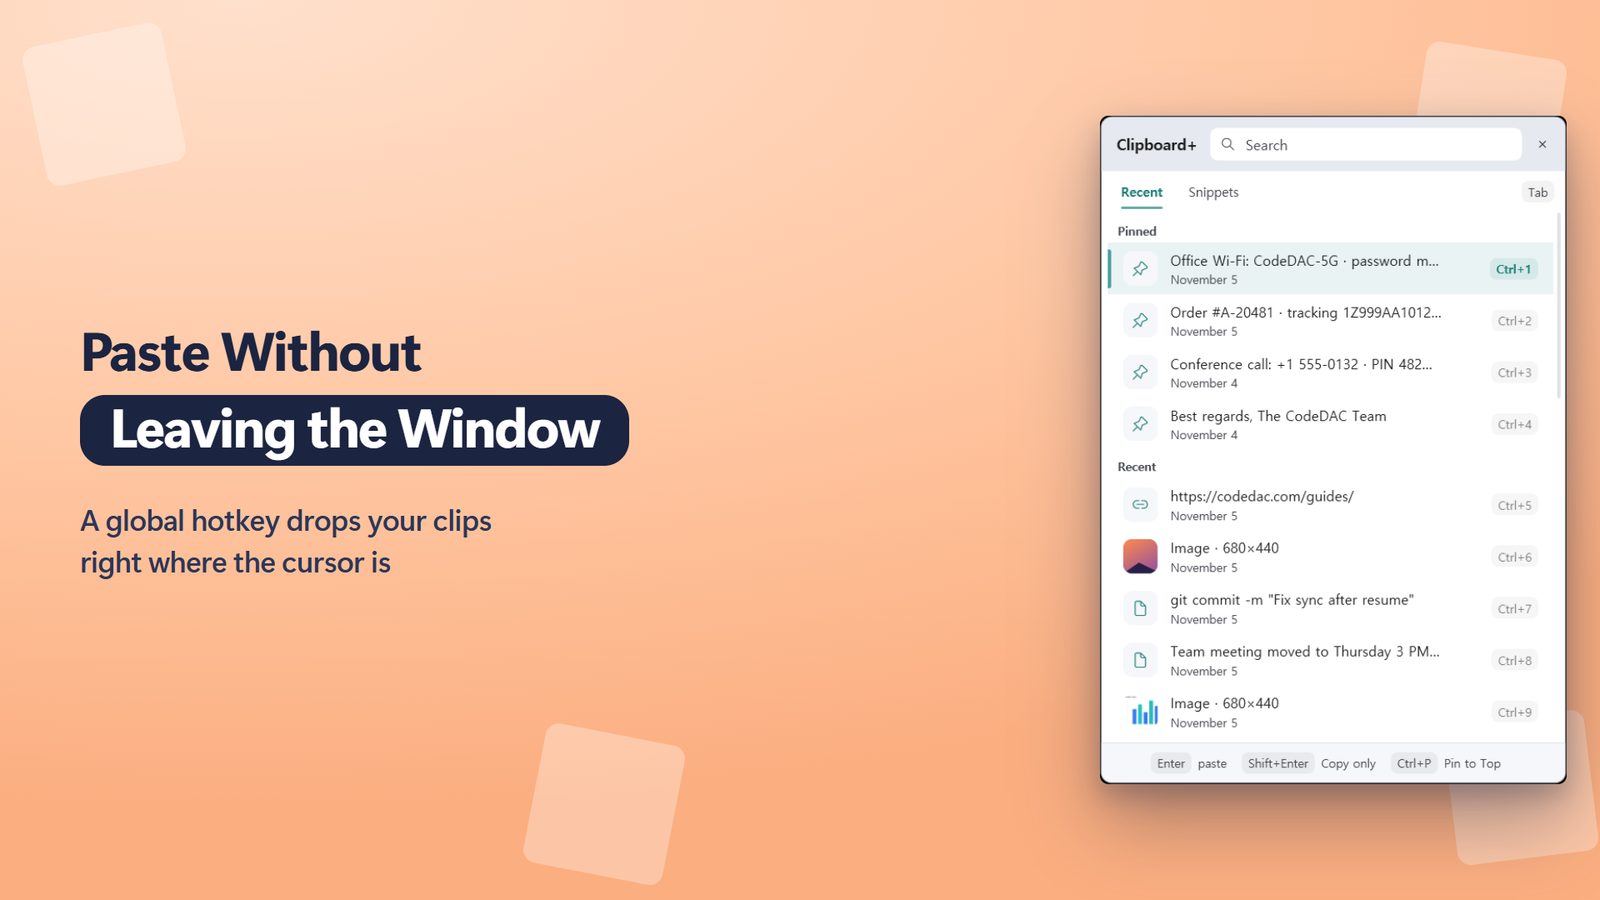 Paste Without
Leaving the Window
A global hotkey drops your clips
right where the cursor is
Clipboard+
Search
×
Recent
Snippets
Tab
Pinned
Office Wi-Fi: CodeDAC-5G · password m...
November 5
Ctrl+1
Order #A-20481 · tracking 1Z999AA1012...
November 5
Ctrl+2
Conference call: +1 555-0132 · PIN 482...
November 4
Ctrl+3
Best regards, The CodeDAC Team
November 4
Ctrl+4
Recent
https://codedac.com/guides/
November 5
Ctrl+5
Image · 680×440
November 5
Ctrl+6
git commit -m "Fix sync after resume"
November 5
Ctrl+7
Team meeting moved to Thursday 3 PM...
November 5
Ctrl+8
Image · 680×440
November 5
Ctrl+9
Enter paste Shift+Enter Copy only Ctrl+P Pin to Top